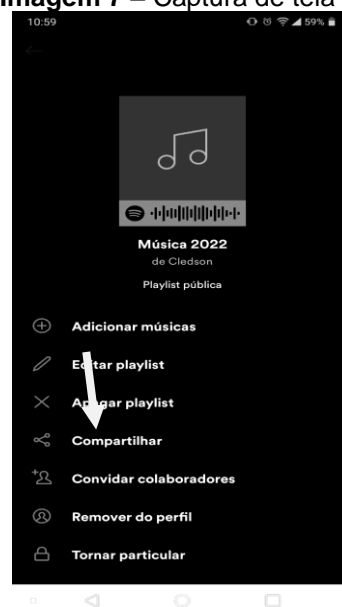 Imagem 7 – Captura de tela
10:59 59%
Música 2022
de Cledson
Playlist pública
Adicionar músicas
Editar playlist
Apagar playlist
Compartilhar
Convidar colaboradores
Remover do perfil
Tornar particular